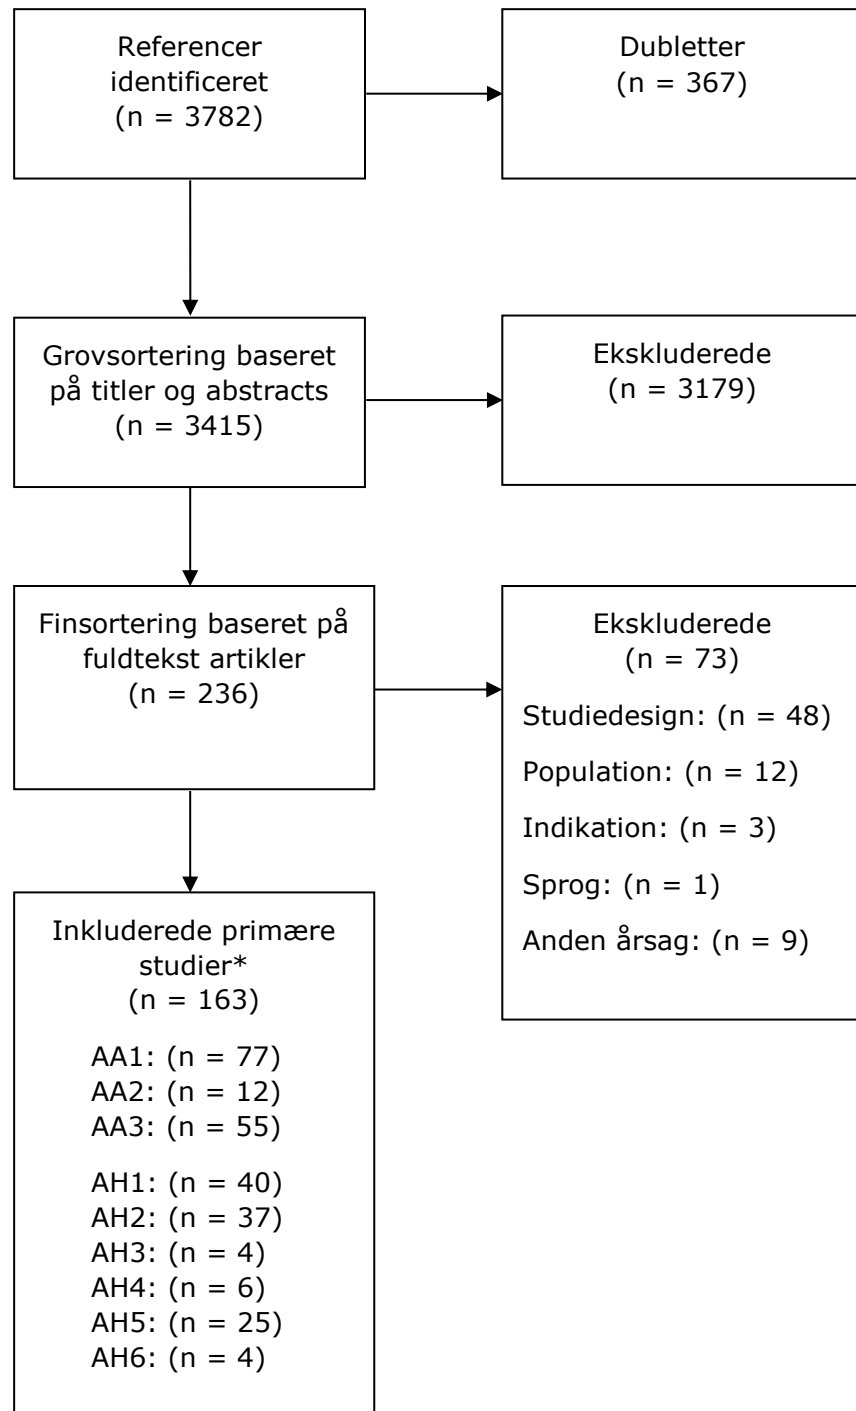 Referencer
identificeret
(n = 3782)
Dubletter
(n = 367)
Grovsortering baseret
på titler og abstracts
(n = 3415)
Ekskluderede
(n = 3179)
Finsortering baseret på
fuldtekst artikler
(n = 236)
Ekskluderede
(n = 73)
Studiedesign: (n = 48)
Population: (n = 12)
Indikation: (n = 3)
Sprog: (n = 1)
Anden årsag: (n = 9)
Inkluderede primære
studier*
(n = 163)
AA1: (n = 77)
AA2: (n = 12)
AA3: (n = 55)
AH1: (n = 40)
AH2: (n = 37)
AH3: (n = 4)
AH4: (n = 6)
AH5: (n = 25)
AH6: (n = 4)